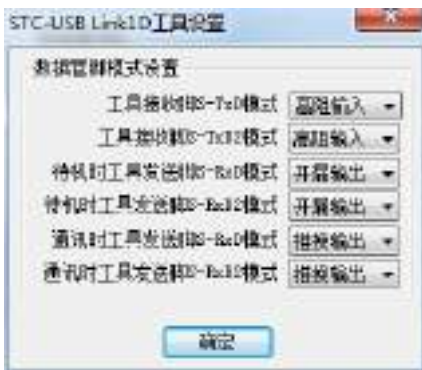 STC-USB Link1D工具设置
数据管脚模式设置
工具接收脚S-TxD模式 高阻输入
工具接收脚S-TxD2模式 高阻输入
待机时工具发送脚S-RxD模式 开漏输出
待机时工具发送脚S-RxD2模式 开漏输出
通讯时工具发送脚S-RxD模式 推挽输出
通讯时工具发送脚S-RxD2模式 推挽输出
确定